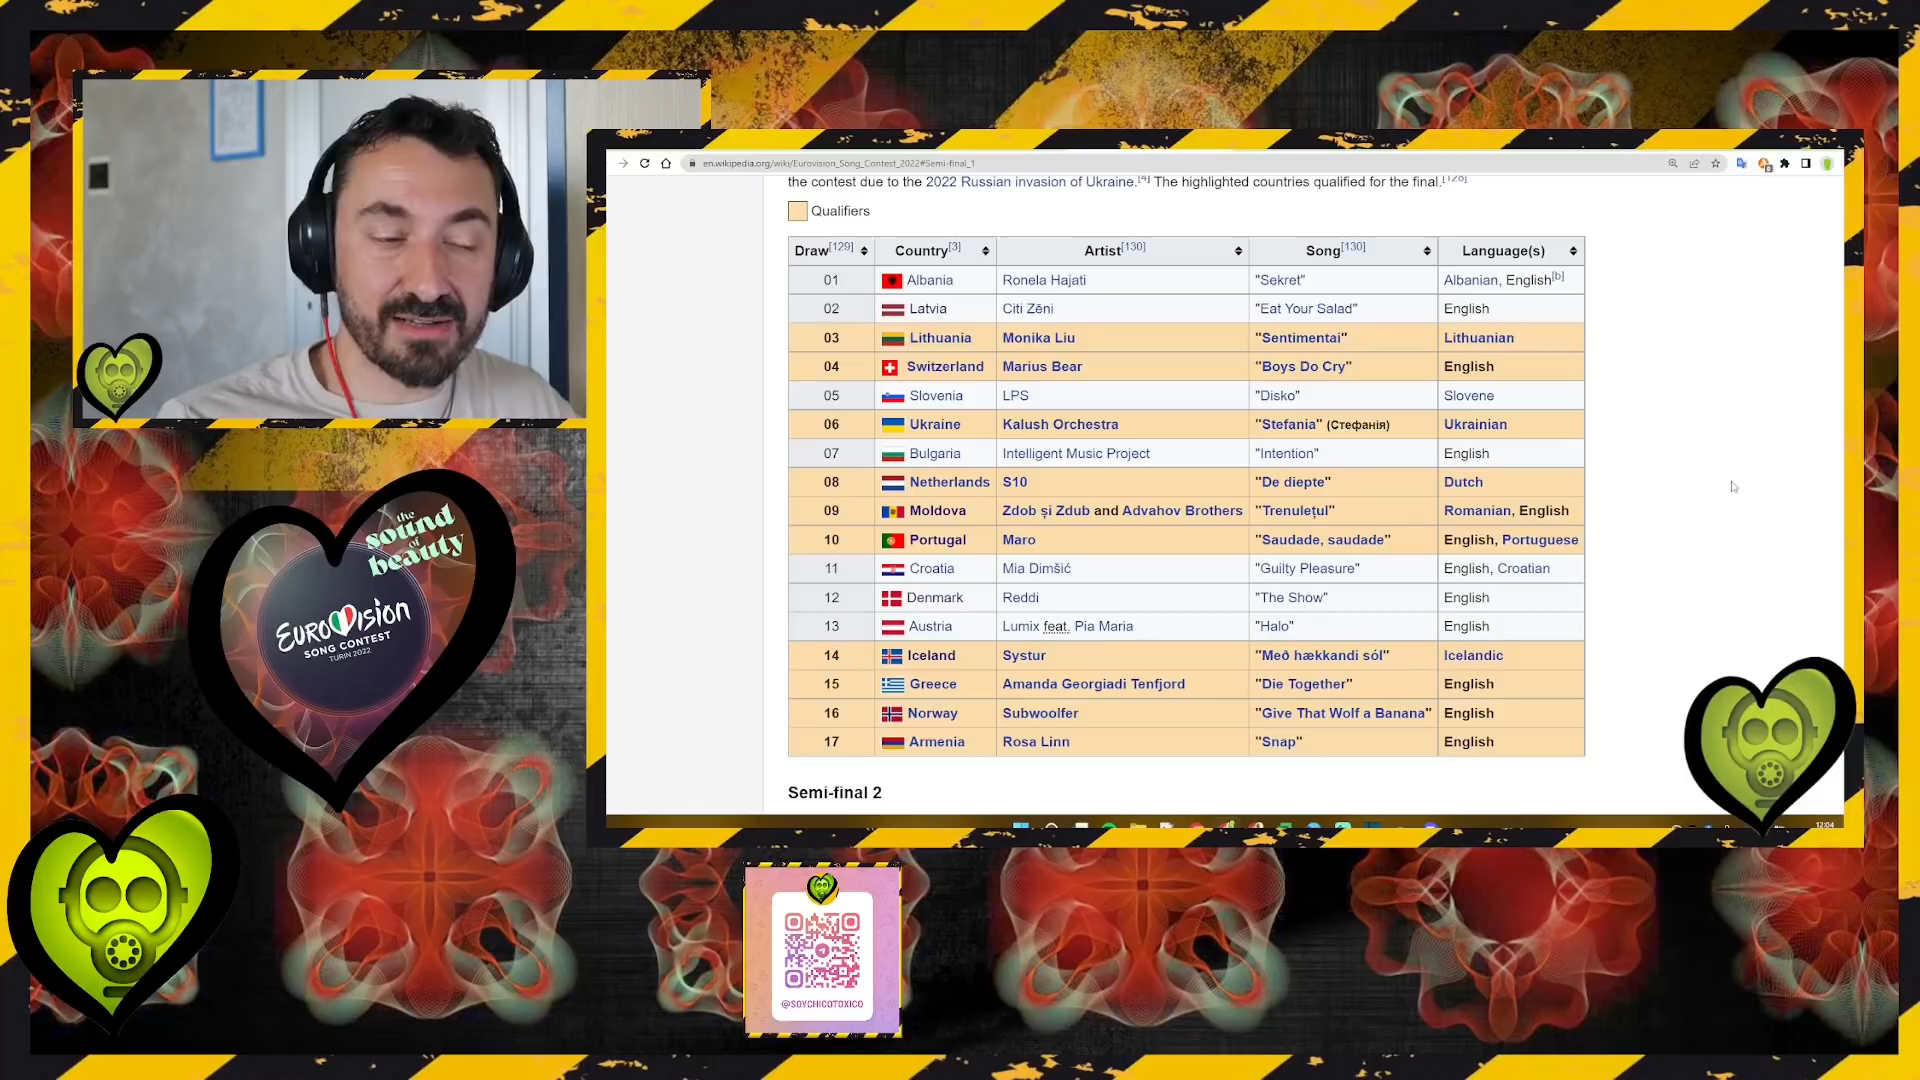 en.wikipedia.org/wiki/Eurovision_Song_Contest_2022#Semi-final_1
the contest due to the 2022 Russian invasion of Ukraine.[4] The highlighted countries qualified for the final.[128]
Qualifiers
Draw[129] Country[3] Artist[130] Song[130] Language(s)
01 Albania Ronela Hajati "Sekret" Albanian, English[b]
02 Latvia Citi Zēni "Eat Your Salad" English
03 Lithuania Monika Liu "Sentimentai" Lithuanian
04 Switzerland Marius Bear "Boys Do Cry" English
05 Slovenia LPS "Disko" Slovene
06 Ukraine Kalush Orchestra "Stefania" (Стефанія) Ukrainian
07 Bulgaria Intelligent Music Project "Intention" English
08 Netherlands S10 "De diepte" Dutch
09 Moldova Zdob și Zdub and Advahov Brothers "Trenulețul" Romanian, English
10 Portugal Maro "Saudade, saudade" English, Portuguese
11 Croatia Mia Dimšić "Guilty Pleasure" English, Croatian
12 Denmark Reddi "The Show" English
13 Austria Lumix feat. Pia Maria "Halo" English
14 Iceland Systur "Með hækkandi sól" Icelandic
15 Greece Amanda Georgiadi Tenfjord "Die Together" English
16 Norway Subwoolfer "Give That Wolf a Banana" English
17 Armenia Rosa Linn "Snap" English
Semi-final 2
12:04
the
sound
of
beauty
EUROVISION
SONG CONTEST
TURIN 2022
@SOYCHICOTOXICO